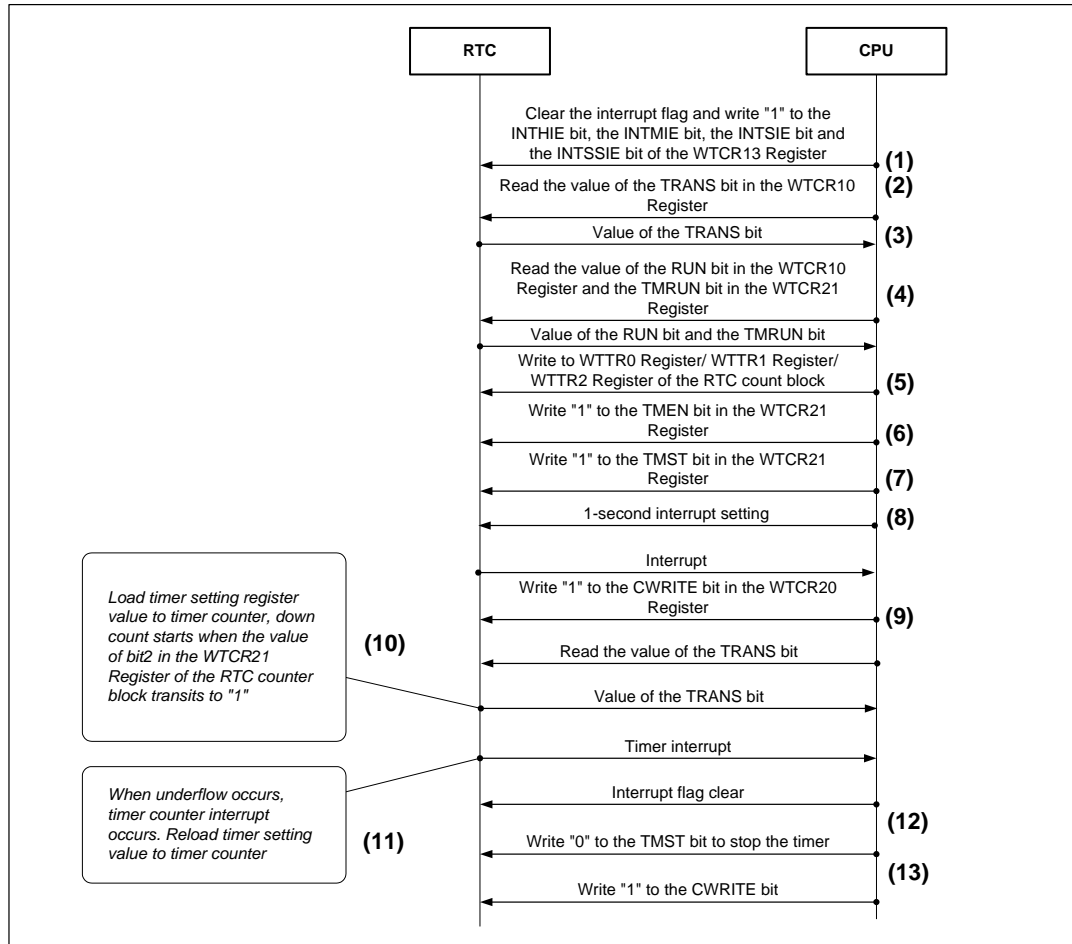 RTC
CPU
Clear the interrupt flag and write "1" to the
INTHIE bit, the INTMIE bit, the INTSIE bit and
the INTSSIE bit of the WTCR13 Register
(1)
(2)
Read the value of the TRANS bit in the WTCR10
Register
Value of the TRANS bit
(3)
Read the value of the RUN bit in the WTCR10
Register and the TMRUN bit in the WTCR21
Register
(4)
Value of the RUN bit and the TMRUN bit
Write to WTTR0 Register/ WTTR1 Register/
WTTR2 Register of the RTC count block
(5)
Write "1" to the TMEN bit in the WTCR21
Register
(6)
Write "1" to the TMST bit in the WTCR21
Register
(7)
1-second interrupt setting
(8)
Interrupt
Write "1" to the CWRITE bit in the WTCR20
Register
(9)
Load timer setting register
value to timer counter, down
count starts when the value
of bit2 in the WTCR21
Register of the RTC counter
block transits to "1"
(10)
Read the value of the TRANS bit
Value of the TRANS bit
Timer interrupt
When underflow occurs,
timer counter interrupt
occurs. Reload timer setting
value to timer counter
(11)
Interrupt flag clear
(12)
Write "0" to the TMST bit to stop the timer
(13)
Write "1" to the CWRITE bit